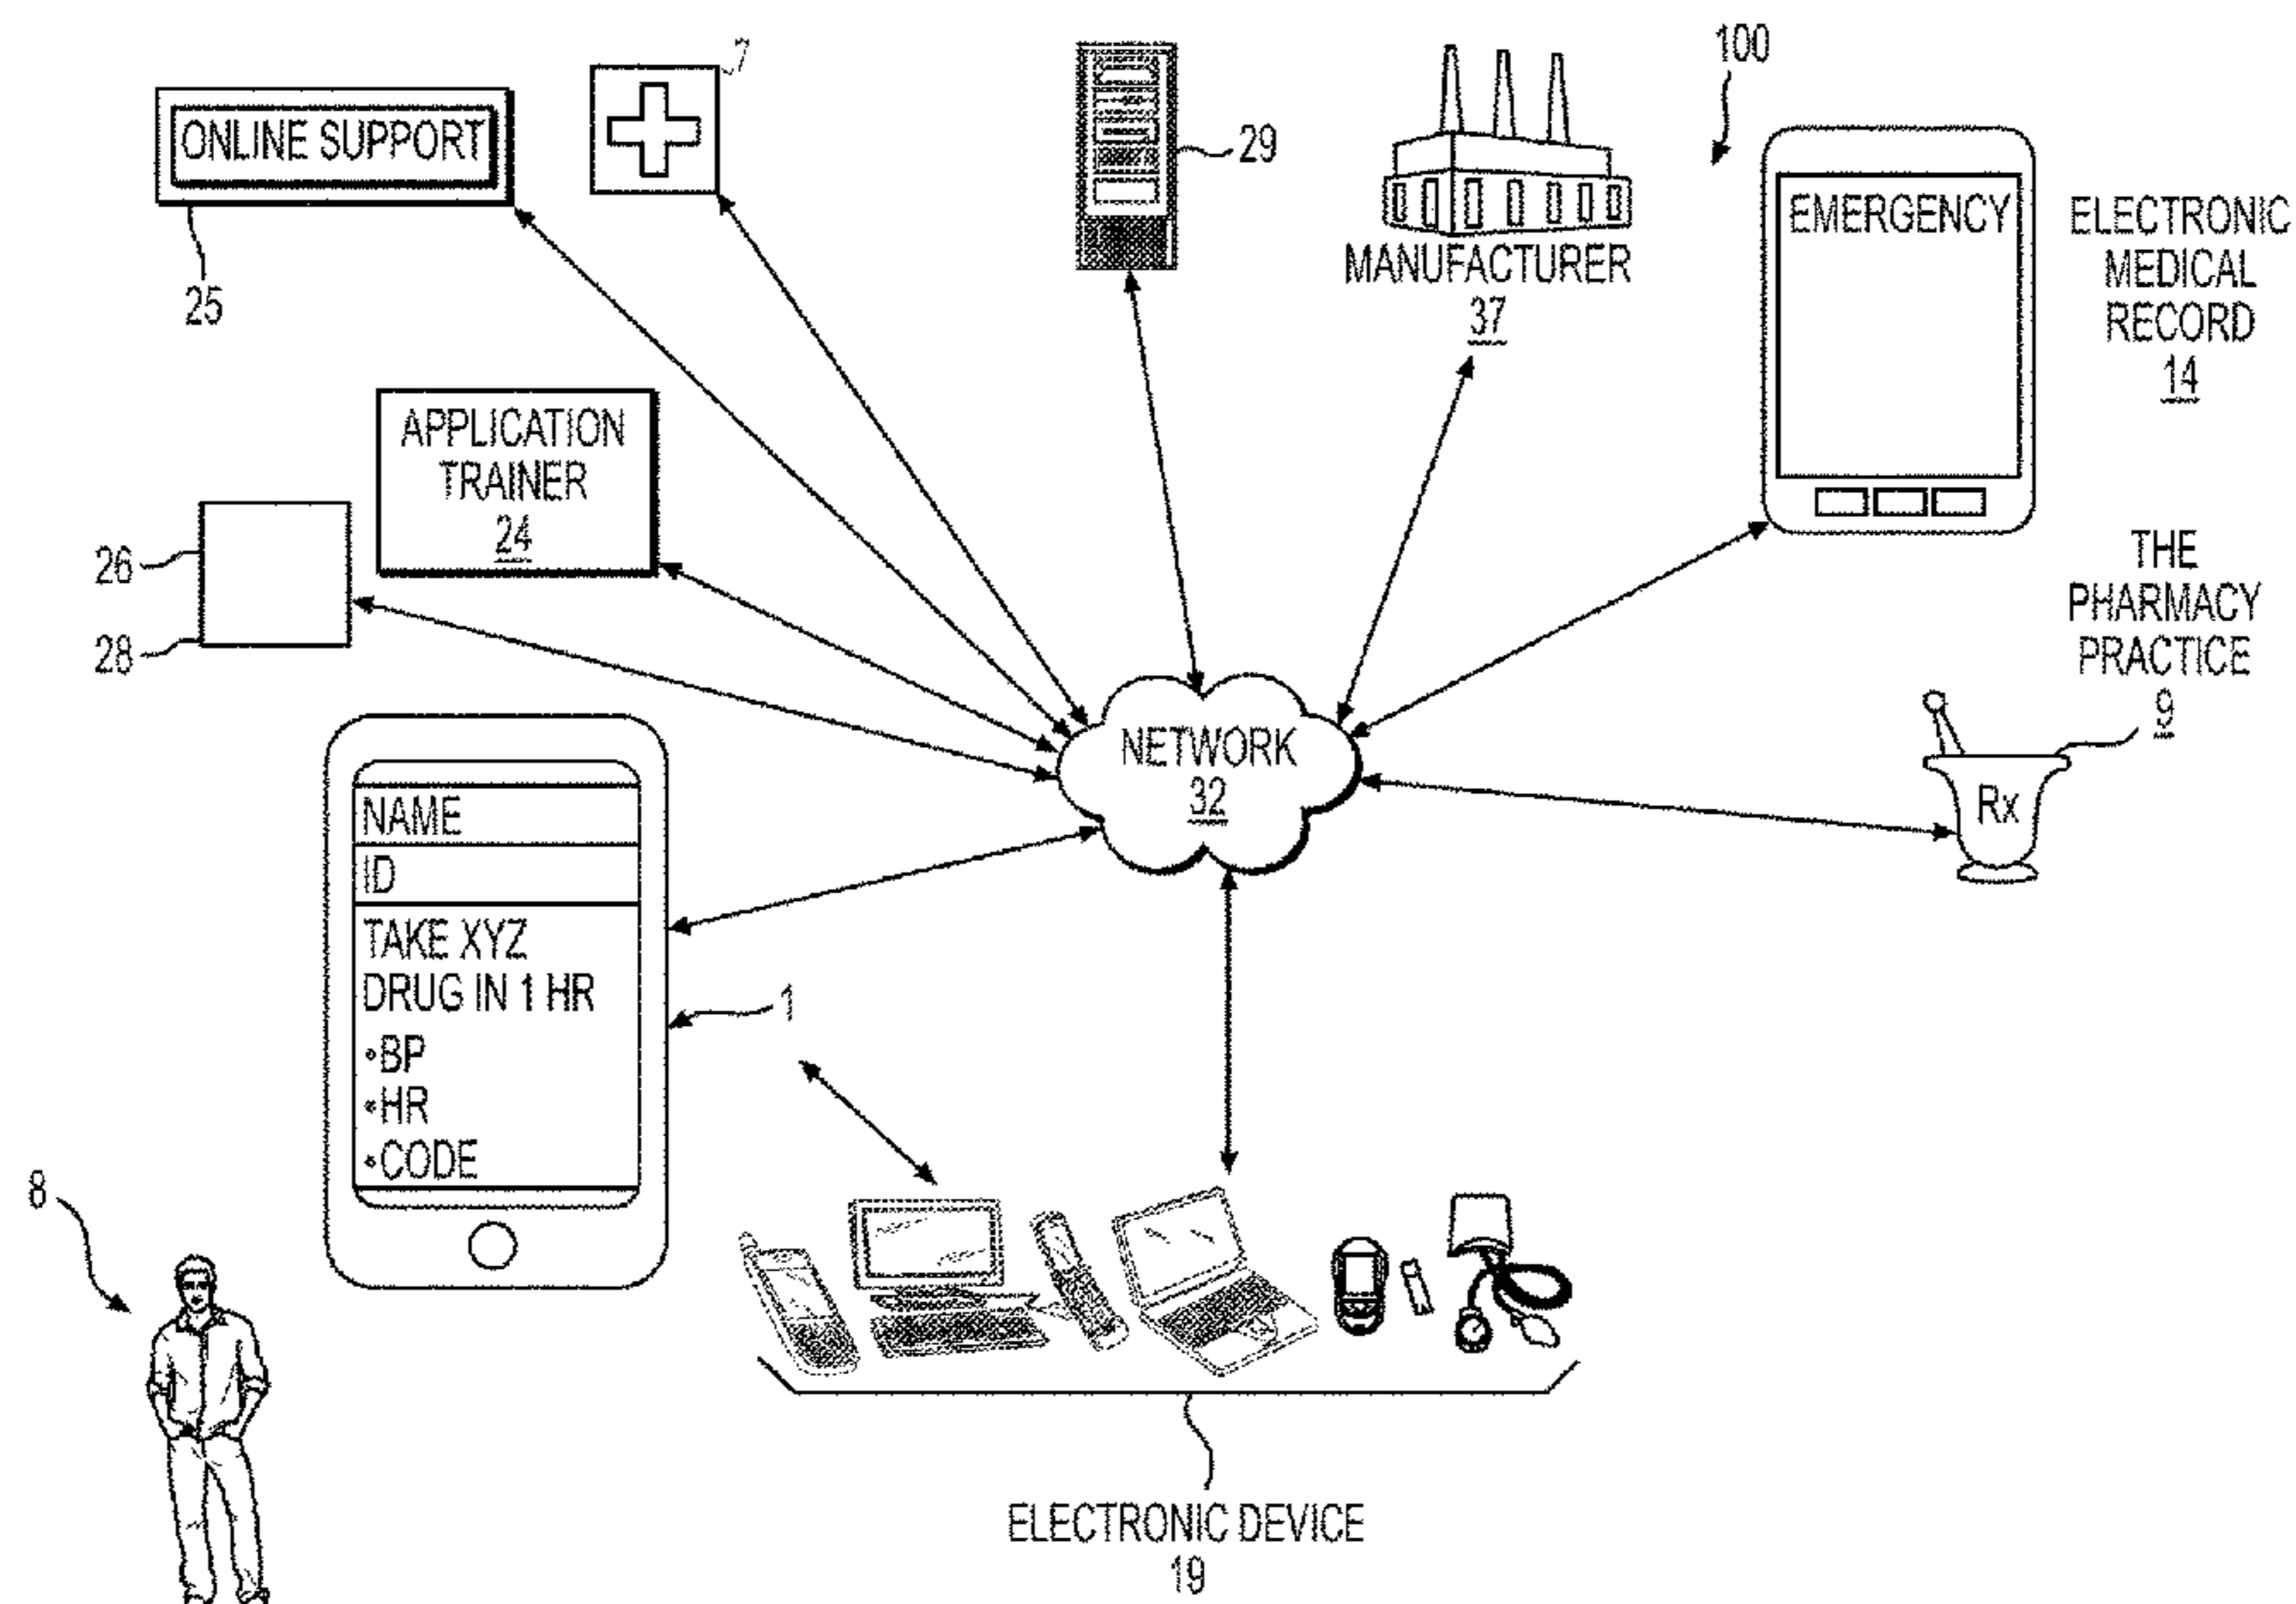 7
100
ONLINE SUPPORT
25
29
MANUFACTURER
37
EMERGENCY
ELECTRONIC
MEDICAL
RECORD
14
APPLICATION
TRAINER
24
26
28
THE
PHARMACY
PRACTICE
9
Rx
NETWORK
32
NAME
ID
TAKE XYZ
DRUG IN 1 HR
•BP
•HR
•CODE
1
8
ELECTRONIC DEVICE
19